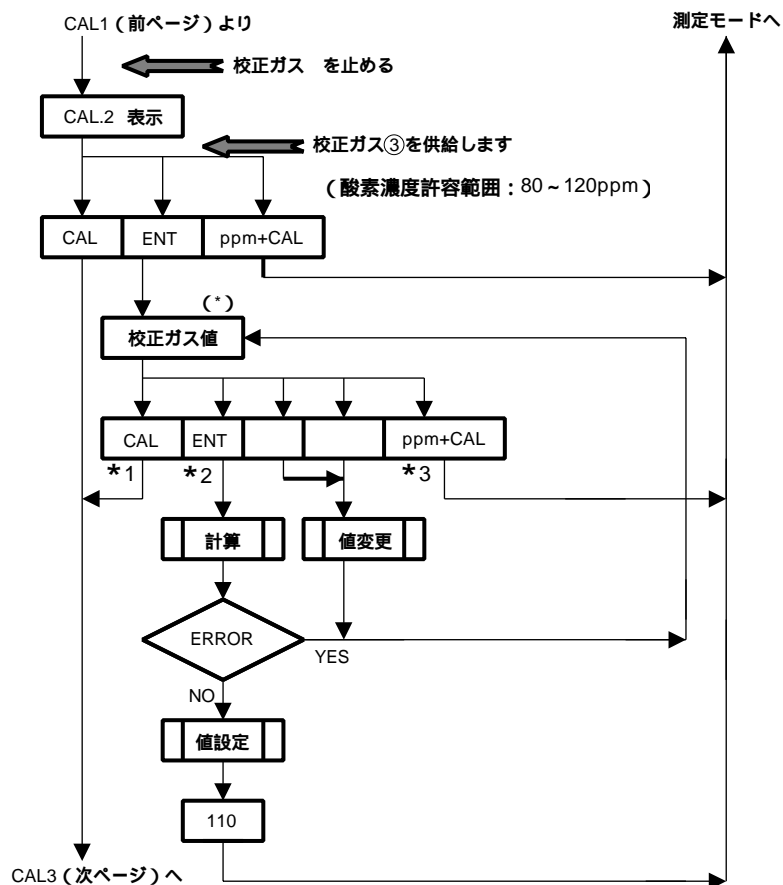 CAL1（前ページ）より
測定モードへ
校正ガス　を止める
CAL.2 表示
校正ガス③を供給します
（酸素濃度許容範囲：80～120ppm）
CAL ENT ppm+CAL
(*)
校正ガス値
CAL ENT ppm+CAL
*1 *2 *3
計算 値変更
ERROR
YES
NO
値設定
110
CAL3（次ページ）へ